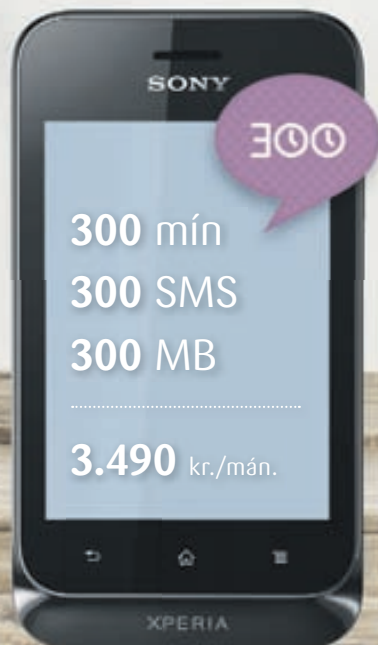 SONY
300
300 mín
300 SMS
300 MB
3.490 kr./mán.
XPERIA